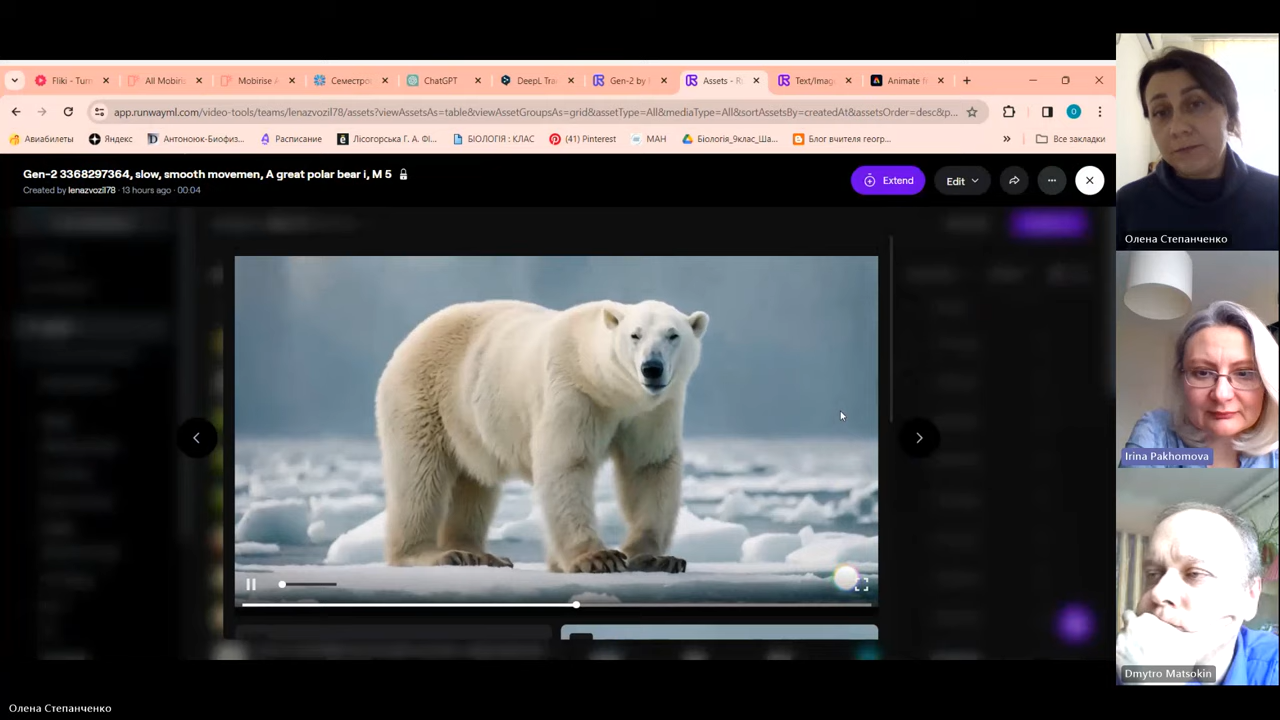 Fliki - Turn
All Mobiri
Mobirise A
Семестро
ChatGPT
DeepL Tra
Gen-2 by
Assets - R
Text/Imag
Animate f
app.runwayml.com/video-tools/teams/lenazvozil78/assets?viewAssetsAs=table&viewAssetGroupsAs=grid&assetType=All&mediaType=All&sortAssetsBy=createdAt&assetsOrder=desc&p...
О
Авиабилеты
Яндекс
Антонюк-Биофиз...
Расписание
Лісогорська Г. А. ФІ...
БІОЛОГІЯ : КЛАС
(41) Pinterest
МАН
Біологія_9клас_Ша...
Блог вчителя геогр...
»
Все закладки
Gen-2 3368297364, slow, smooth movemen, A great polar bear i, M 5
Created by lenazvozil78 · 13 hours ago · 00:04
Extend
Edit
Олена Степанченко
Irina Pakhomova
Dmytro Matsokin
Олена Степанченко